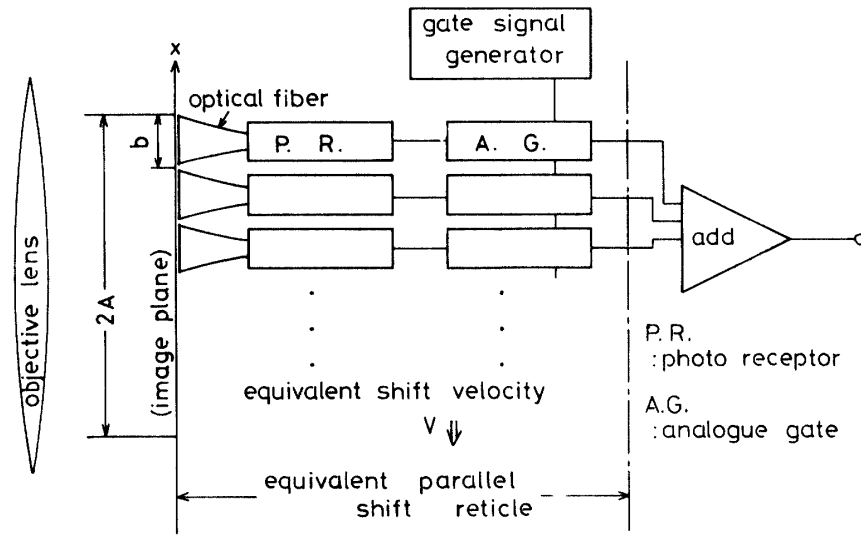 gate signal
generator
x
optical fiber
b
P. R.
A. G.
add
objective lens
2A
(image plane)
P. R.
:photo receptor
A.G.
:analogue gate
equivalent shift velocity
V ⇓
equivalent parallel
shift reticle